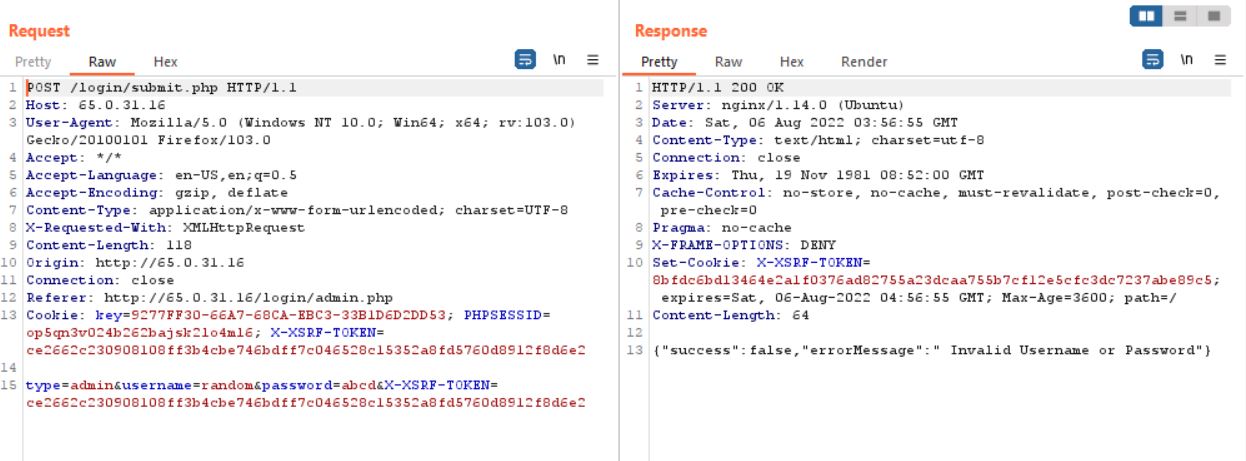 Request
Pretty Raw Hex \n
1 POST /login/submit.php HTTP/1.1
2 Host: 65.0.31.16
3 User-Agent: Mozilla/5.0 (Windows NT 10.0; Win64; x64; rv:103.0)
Gecko/20100101 Firefox/103.0
4 Accept: */*
5 Accept-Language: en-US,en;q=0.5
6 Accept-Encoding: gzip, deflate
7 Content-Type: application/x-www-form-urlencoded; charset=UTF-8
8 X-Requested-With: XMLHttpRequest
9 Content-Length: 118
10 Origin: http://65.0.31.16
11 Connection: close
12 Referer: http://65.0.31.16/login/admin.php
13 Cookie: key=9277FF30-66A7-68CA-EBC3-33B1D6D2DD53; PHPSESSID=
op5qn3v024b262bajsk21o4m16; X-XSRF-TOKEN=
ce2662c230908108ff3b4cbe746bdff7c046528c15352a8fd5760d8912f8d6e2
14
15 type=admin&username=random&password=abcd&X-XSRF-TOKEN=
ce2662c230908108ff3b4cbe746bdff7c046528c15352a8fd5760d8912f8d6e2
Response
Pretty Raw Hex Render \n
1 HTTP/1.1 200 OK
2 Server: nginx/1.14.0 (Ubuntu)
3 Date: Sat, 06 Aug 2022 03:56:55 GMT
4 Content-Type: text/html; charset=utf-8
5 Connection: close
6 Expires: Thu, 19 Nov 1981 08:52:00 GMT
7 Cache-Control: no-store, no-cache, must-revalidate, post-check=0,
pre-check=0
8 Pragma: no-cache
9 X-FRAME-OPTIONS: DENY
10 Set-Cookie: X-XSRF-TOKEN=
8bfdc6bd13464e2a1f0376ad82755a23dcaa755b7cf12e5cfc3dc7237abe89c5;
expires=Sat, 06-Aug-2022 04:56:55 GMT; Max-Age=3600; path=/
11 Content-Length: 64
12
13 {"success":false,"errorMessage":" Invalid Username or Password"}